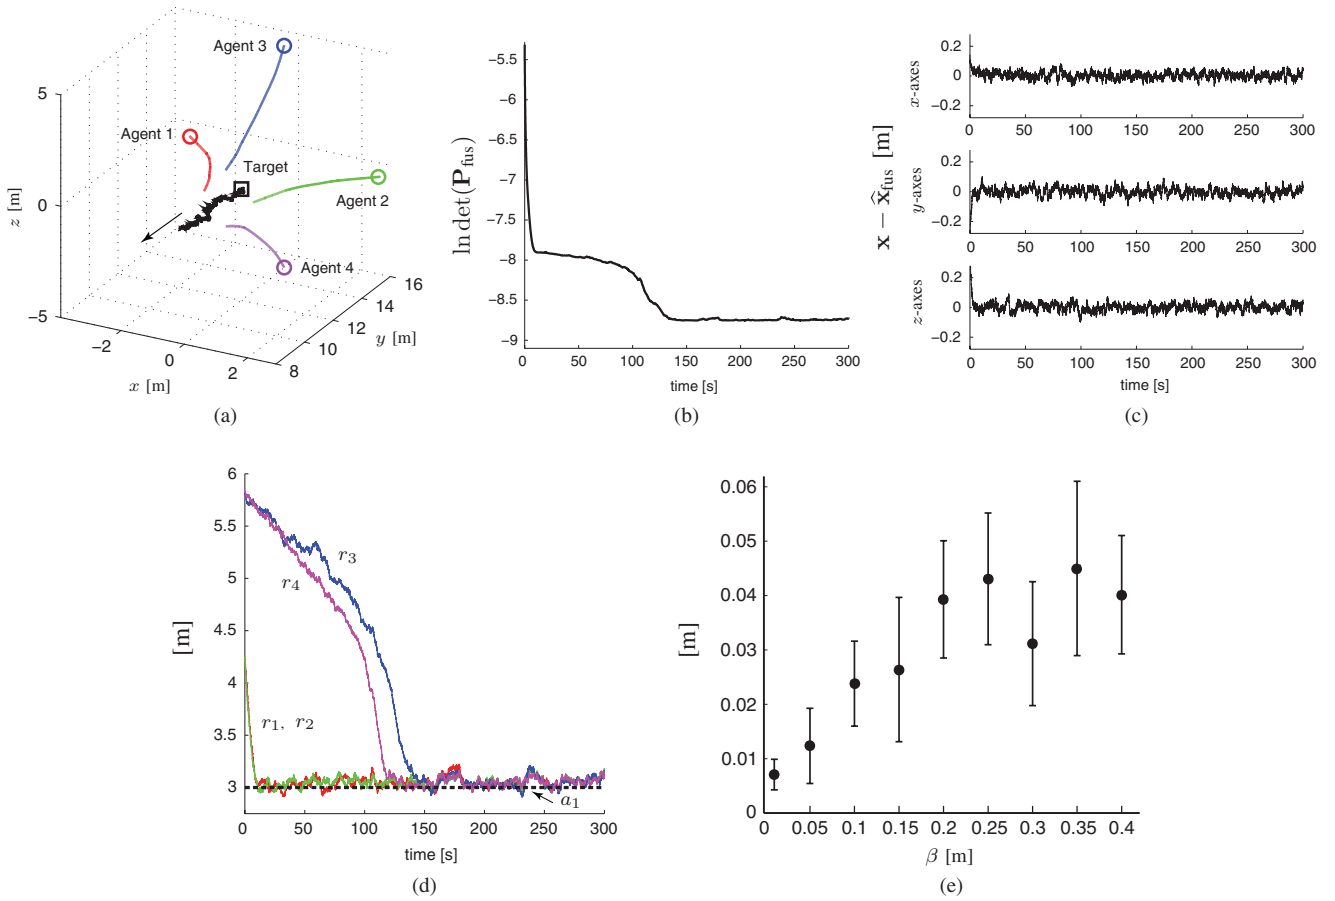 Agent 3
Agent 1
Target
Agent 2
Agent 4
5
0
−5
z [m]
−2
0
2
x [m]
8
10
12
14
16
y [m]
(a)
−5.5
−6
−6.5
−7
−7.5
−8
−8.5
−9
ln det(P_fus)
0 50 100 150 200 250 300
time [s]
(b)
x − x̂_fus [m]
0.2
0
−0.2
x-axes
0 50 100 150 200 250 300
0.2
0
−0.2
y-axes
0 50 100 150 200 250 300
0.2
0
−0.2
z-axes
0 50 100 150 200 250 300
time [s]
(c)
6
5.5
5
4.5
4
3.5
3
[m]
r₃
r₄
r₁, r₂
a₁
0 50 100 150 200 250 300
time [s]
(d)
0.06
0.05
0.04
0.03
0.02
0.01
0
[m]
0 0.05 0.1 0.15 0.2 0.25 0.3 0.35 0.4
β [m]
(e)